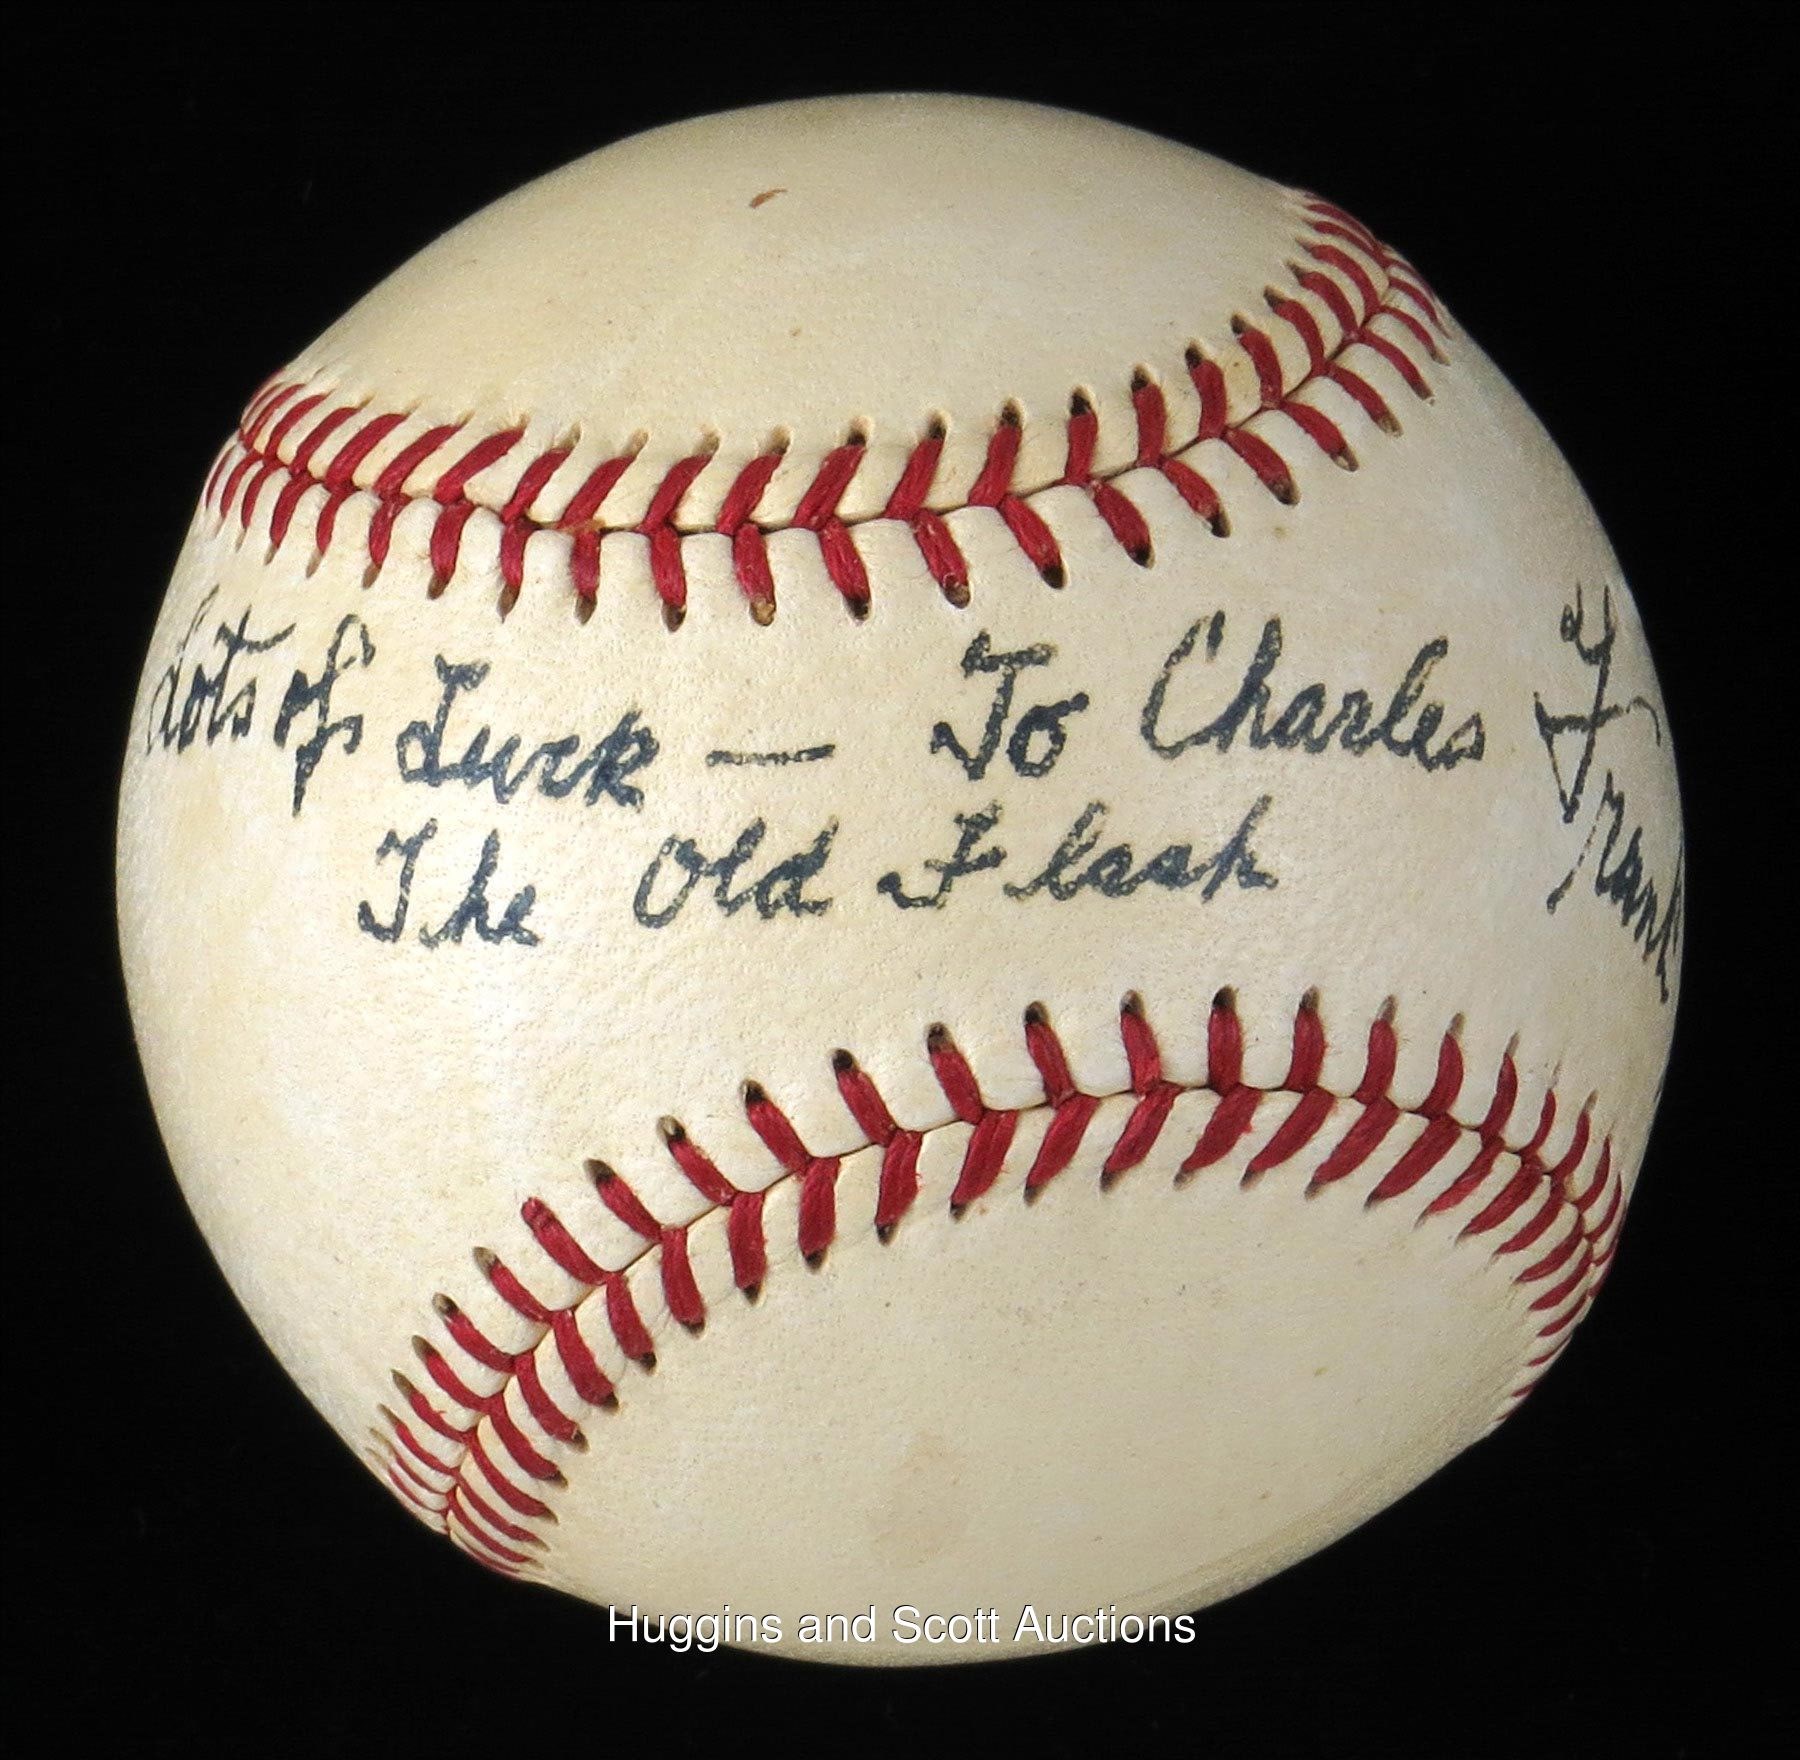 Lots of Luck — To Charles F
The Old Flash
Frank
Huggins and Scott Auctions